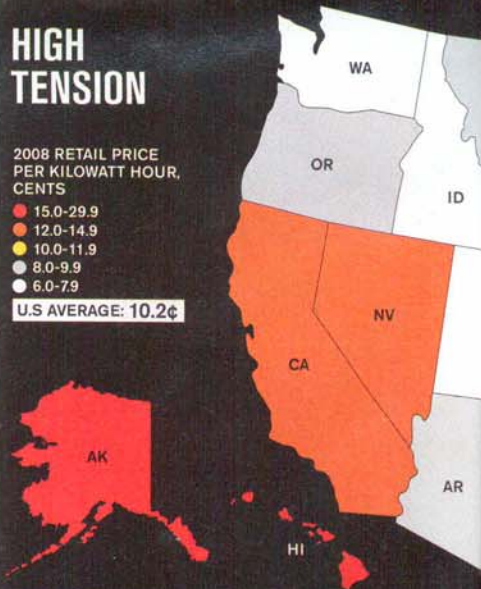 HIGH
TENSION
2008 RETAIL PRICE
PER KILOWATT HOUR,
CENTS
15.0-29.9
12.0-14.9
10.0-11.9
8.0-9.9
6.0-7.9
U.S AVERAGE: 10.2¢
WA
OR
ID
NV
CA
AK
AR
HI